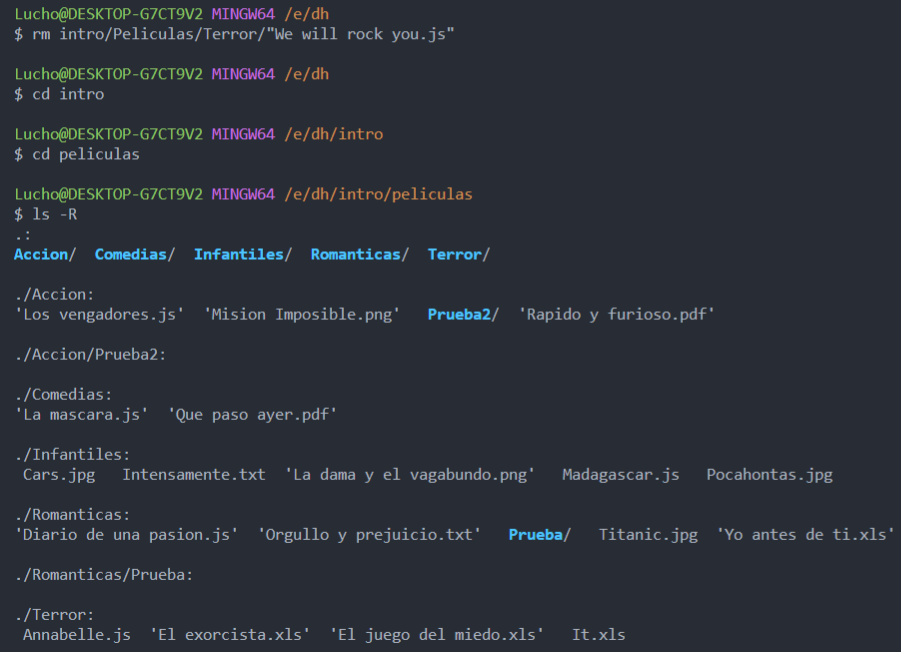 Lucho@DESKTOP-G7CT9V2 MINGW64 /e/dh
$ rm intro/Peliculas/Terror/"We will rock you.js"
Lucho@DESKTOP-G7CT9V2 MINGW64 /e/dh
$ cd intro
Lucho@DESKTOP-G7CT9V2 MINGW64 /e/dh/intro
$ cd peliculas
Lucho@DESKTOP-G7CT9V2 MINGW64 /e/dh/intro/peliculas
$ ls -R
.:
Accion/  Comedias/  Infantiles/  Romanticas/  Terror/
./Accion:
'Los vengadores.js'  'Mision Imposible.png'   Prueba2/  'Rapido y furioso.pdf'
./Accion/Prueba2:
./Comedias:
'La mascara.js'  'Que paso ayer.pdf'
./Infantiles:
 Cars.jpg   Intensamente.txt  'La dama y el vagabundo.png'   Madagascar.js   Pocahontas.jpg
./Romanticas:
'Diario de una pasion.js'  'Orgullo y prejuicio.txt'   Prueba/   Titanic.jpg  'Yo antes de ti.xls'
./Romanticas/Prueba:
./Terror:
 Annabelle.js  'El exorcista.xls'  'El juego del miedo.xls'   It.xls